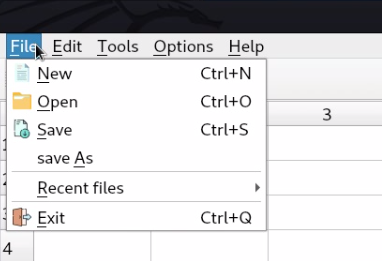 File Edit Tools Options Help
New Ctrl+N
Open Ctrl+O
Save Ctrl+S
save As
Recent files
Exit Ctrl+Q
3
4